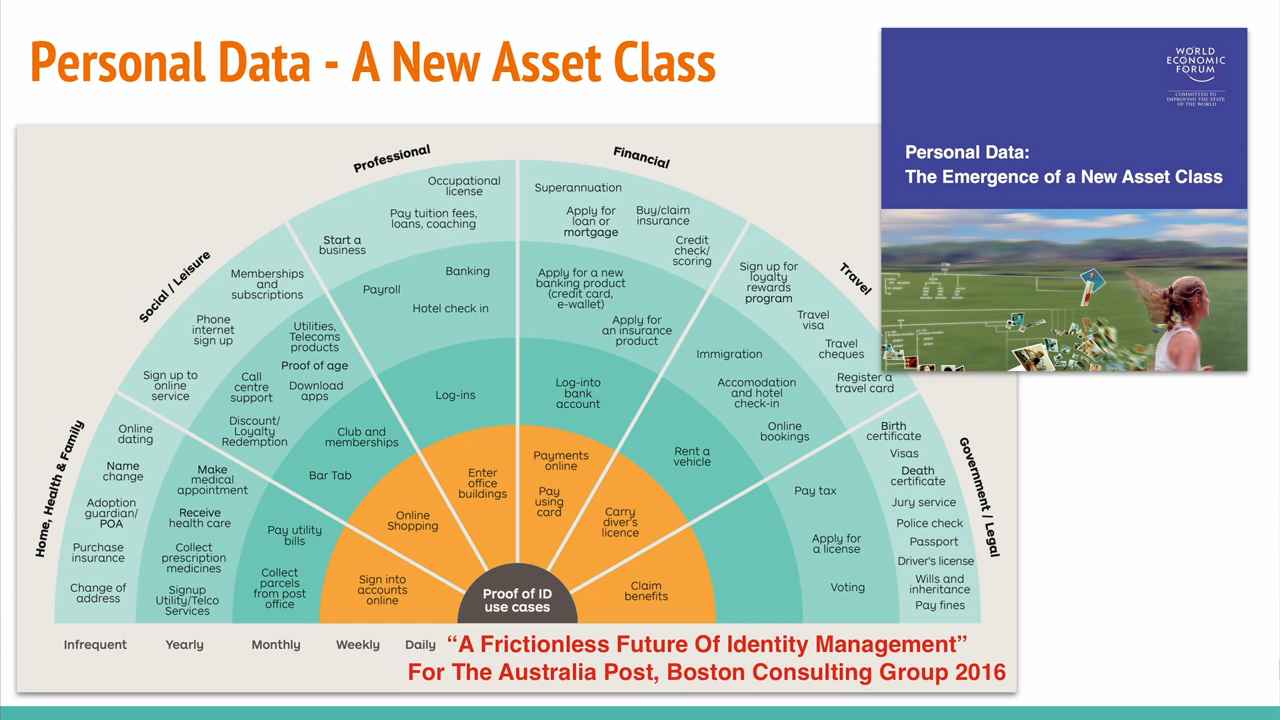 Personal Data - A New Asset Class
WORLD
ECONOMIC
FORUM
COMMITTED TO
IMPROVING THE STATE
OF THE WORLD
Personal Data:
The Emergence of a New Asset Class
Home, Health & Family
Online
dating
Name
change
Adoption
guardian/
POA
Purchase
insurance
Change of
address
Make
medical
appointment
Receive
health care
Collect
prescription
medicines
Signup
Utility/Telco
Services
Pay utility
bills
Collect
parcels
from post
office
Sign into
accounts
online
Social / Leisure
Memberships
and
subscriptions
Phone
internet
sign up
Sign up to
online
service
Utilities,
Telecoms
products
Proof of age
Call
centre
support
Download
apps
Discount/
Loyalty
Redemption
Club and
memberships
Bar Tab
Online
Shopping
Professional
Occupational
license
Pay tuition fees,
loans, coaching
Start a
business
Banking
Payroll
Hotel check in
Log-ins
Enter
office
buildings
Financial
Superannuation
Apply for
loan or
mortgage
Buy/claim
insurance
Credit
check/
scoring
Apply for a new
banking product
(credit card,
e-wallet)
Apply for
an insurance
product
Log-into
bank
account
Payments
online
Pay
using
card
Travel
Sign up for
loyalty
rewards
program
Travel
visa
Travel
cheques
Register a
travel card
Immigration
Accomodation
and hotel
check-in
Online
bookings
Rent a
vehicle
Carry
diver's
licence
Government / Legal
Birth
certificate
Visas
Death
certificate
Jury service
Police check
Passport
Driver's license
Wills and
inheritance
Pay fines
Pay tax
Apply for
a license
Voting
Claim
benefits
Proof of ID
use cases
Infrequent Yearly Monthly Weekly Daily
“A Frictionless Future Of Identity Management”
For The Australia Post, Boston Consulting Group 2016